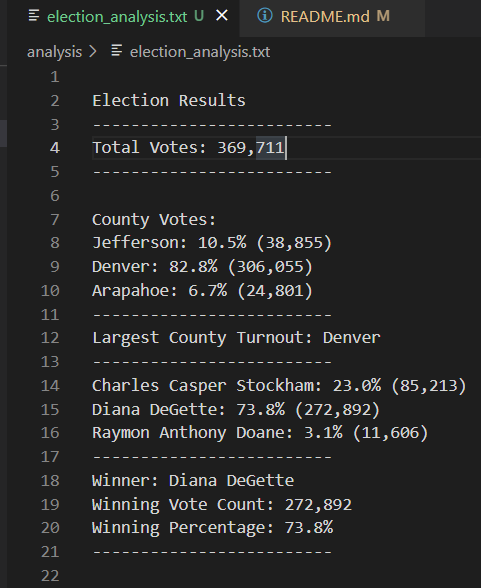 election_analysis.txt U × README.md M
analysis > election_analysis.txt
1
2 Election Results
3 -------------------------
4 Total Votes: 369,711
5 -------------------------
6
7 County Votes:
8 Jefferson: 10.5% (38,855)
9 Denver: 82.8% (306,055)
10 Arapahoe: 6.7% (24,801)
11 -------------------------
12 Largest County Turnout: Denver
13 -------------------------
14 Charles Casper Stockham: 23.0% (85,213)
15 Diana DeGette: 73.8% (272,892)
16 Raymon Anthony Doane: 3.1% (11,606)
17 -------------------------
18 Winner: Diana DeGette
19 Winning Vote Count: 272,892
20 Winning Percentage: 73.8%
21 -------------------------
22